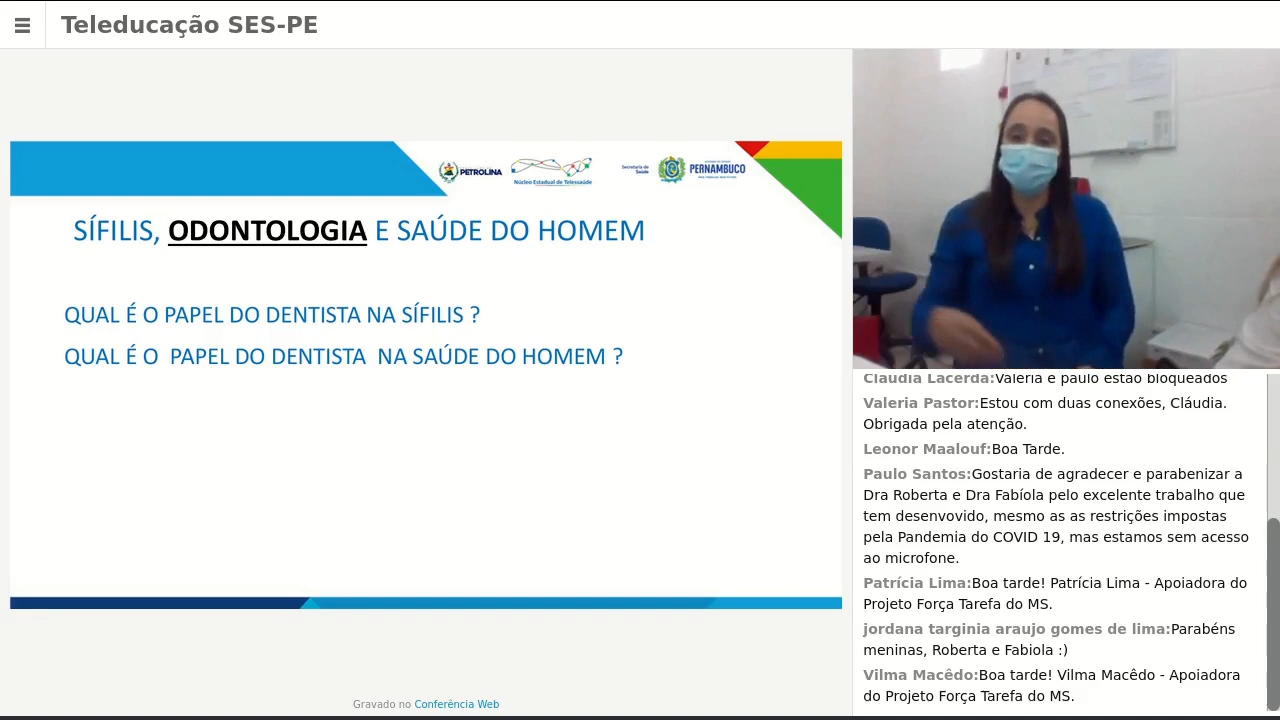 Teleducação SES-PE
PETROLINA
Núcleo Estadual de Telessaúde
Secretaria de
Saúde
PERNAMBUCO
SÍFILIS, ODONTOLOGIA E SAÚDE DO HOMEM
QUAL É O PAPEL DO DENTISTA NA SÍFILIS ?
QUAL É O PAPEL DO DENTISTA NA SAÚDE DO HOMEM ?
Gravado no Conferência Web
Claudia Lacerda:Valeria e paulo estao bloqueados
Valeria Pastor:Estou com duas conexões, Cláudia.
Obrigada pela atenção.
Leonor Maalouf:Boa Tarde.
Paulo Santos:Gostaria de agradecer e parabenizar a
Dra Roberta e Dra Fabíola pelo excelente trabalho que
tem desenvovido, mesmo as as restrições impostas
pela Pandemia do COVID 19, mas estamos sem acesso
ao microfone.
Patrícia Lima:Boa tarde! Patrícia Lima - Apoiadora do
Projeto Força Tarefa do MS.
jordana targinia araujo gomes de lima:Parabéns
meninas, Roberta e Fabiola :)
Vilma Macêdo:Boa tarde! Vilma Macêdo - Apoiadora
do Projeto Força Tarefa do MS.